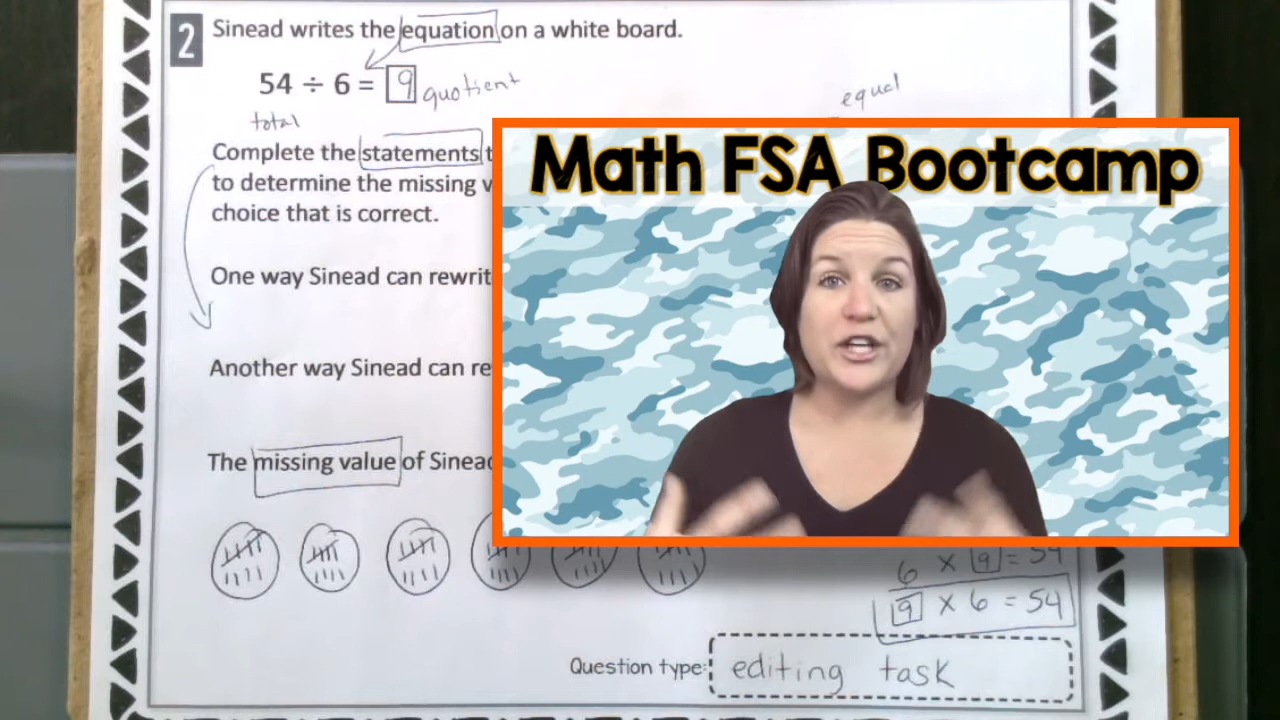 2 Sinead writes the equation on a white board.
54 ÷ 6 = 9 quotient
total
equal
Complete the statements t
to determine the missing v
choice that is correct.
One way Sinead can rewrit
Another way Sinead can re
The missing value of Sinead
Math FSA Bootcamp
6 x 9 = 54
9 x 6 = 54
Question type: editing task